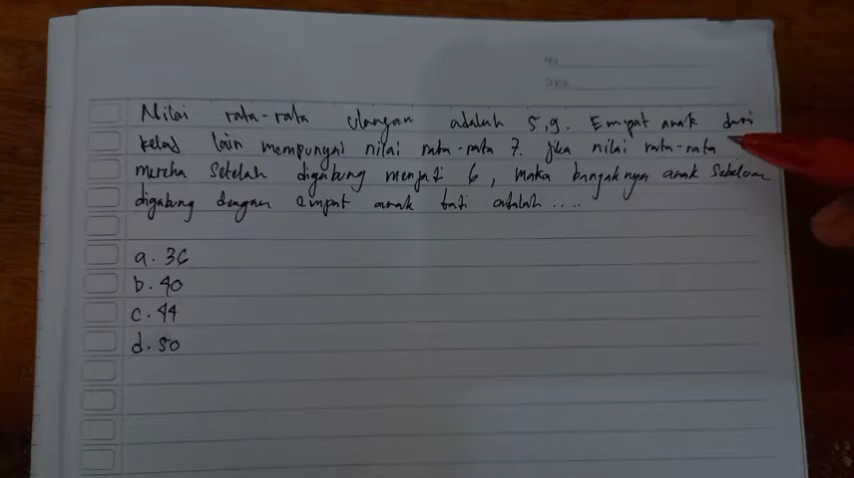 No
Date
Nilai rata-rata ulangan adalah 5,9. Empat anak dari
kelas lain mempunyai nilai rata-rata 7. Jika nilai rata-rata
mereka setelah digabung menjadi 6, maka banyaknya anak sebelum
digabung dengan empat anak tadi adalah ....
a. 36
b. 40
c. 44
d. 50